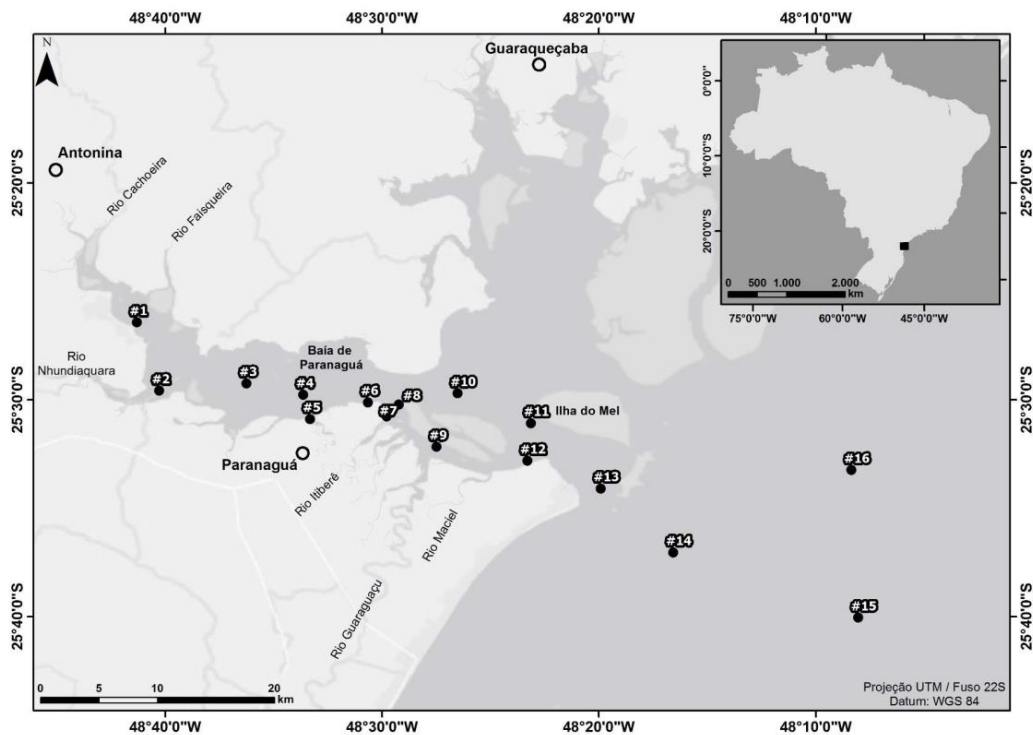 48°40'0"W
48°30'0"W
48°20'0"W
48°10'0"W
N
Guaraqueçaba
Antonina
Rio Cachoeira
Rio Faisqueira
25°20'0"S
25°20'0"S
0°0'0"
10°0'0"S
20°0'0"S
0 500 1.000 2.000
km
75°0'0"W
60°0'0"W
45°0'0"W
#1
Rio
Nhundiaquara
#2
#3
Baía de
Paranaguá
#4
#5
#6
#7
#8
#9
#10
#11
Ilha do Mel
#12
#13
#14
#15
#16
25°30'0"S
25°30'0"S
Paranaguá
Rio Itiberê
Rio Maciel
Rio Guaraguaçu
25°40'0"S
25°40'0"S
0 5 10 20
km
Projeção UTM / Fuso 22S
Datum: WGS 84
48°40'0"W
48°30'0"W
48°20'0"W
48°10'0"W